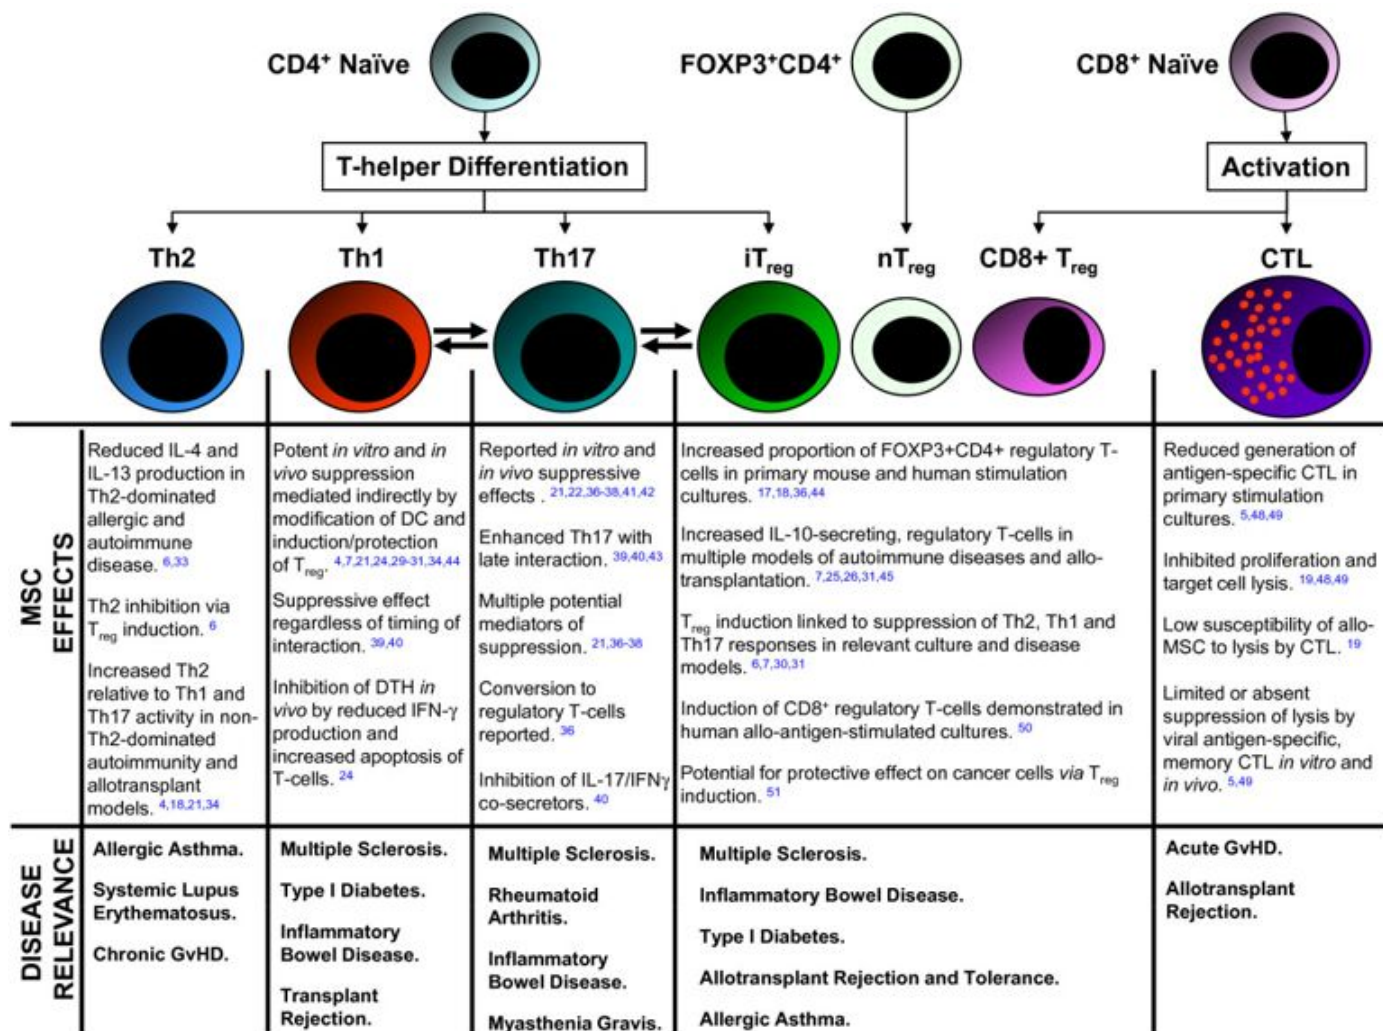 CD4⁺ Naïve
FOXP3⁺CD4⁺
CD8⁺ Naïve
T-helper Differentiation
Activation
Th2
Th1
Th17
iTreg
nTreg
CD8+ Treg
CTL
MSC
EFFECTS
Reduced IL-4 and
IL-13 production in
Th2-dominated
allergic and
autoimmune
disease. 6,33
Th2 inhibition via
Treg induction. 6
Increased Th2
relative to Th1 and
Th17 activity in non-
Th2-dominated
autoimmunity and
allotransplant
models. 4,18,21,34
Potent in vitro and in
vivo suppression
mediated indirectly by
modification of DC and
induction/protection
of Treg. 4,7,21,24,29-31,34,44
Suppressive effect
regardless of timing of
interaction. 39,40
Inhibition of DTH in
vivo by reduced IFN-γ
production and
increased apoptosis of
T-cells. 24
Reported in vitro and
in vivo suppressive
effects . 21,22,36-38,41,42
Enhanced Th17 with
late interaction. 39,40,43
Multiple potential
mediators of
suppression. 21,36-38
Conversion to
regulatory T-cells
reported. 36
Inhibition of IL-17/IFNγ
co-secretors. 40
Increased proportion of FOXP3+CD4+ regulatory T-
cells in primary mouse and human stimulation
cultures. 17,18,36,44
Increased IL-10-secreting, regulatory T-cells in
multiple models of autoimmune diseases and allo-
transplantation. 7,25,26,31,45
Treg induction linked to suppression of Th2, Th1 and
Th17 responses in relevant culture and disease
models. 6,7,30,31
Induction of CD8⁺ regulatory T-cells demonstrated in
human allo-antigen-stimulated cultures. 50
Potential for protective effect on cancer cells via Treg
induction. 51
Reduced generation of
antigen-specific CTL in
primary stimulation
cultures. 5,48,49
Inhibited proliferation and
target cell lysis. 19,48,49
Low susceptibility of allo-
MSC to lysis by CTL. 19
Limited or absent
suppression of lysis by
viral antigen-specific,
memory CTL in vitro and
in vivo. 5,49
DISEASE
RELEVANCE
Allergic Asthma.
Systemic Lupus
Erythematosus.
Chronic GvHD.
Multiple Sclerosis.
Type I Diabetes.
Inflammatory
Bowel Disease.
Transplant
Rejection.
Multiple Sclerosis.
Rheumatoid
Arthritis.
Inflammatory
Bowel Disease.
Myasthenia Gravis.
Multiple Sclerosis.
Inflammatory Bowel Disease.
Type I Diabetes.
Allotransplant Rejection and Tolerance.
Allergic Asthma.
Acute GvHD.
Allotransplant
Rejection.